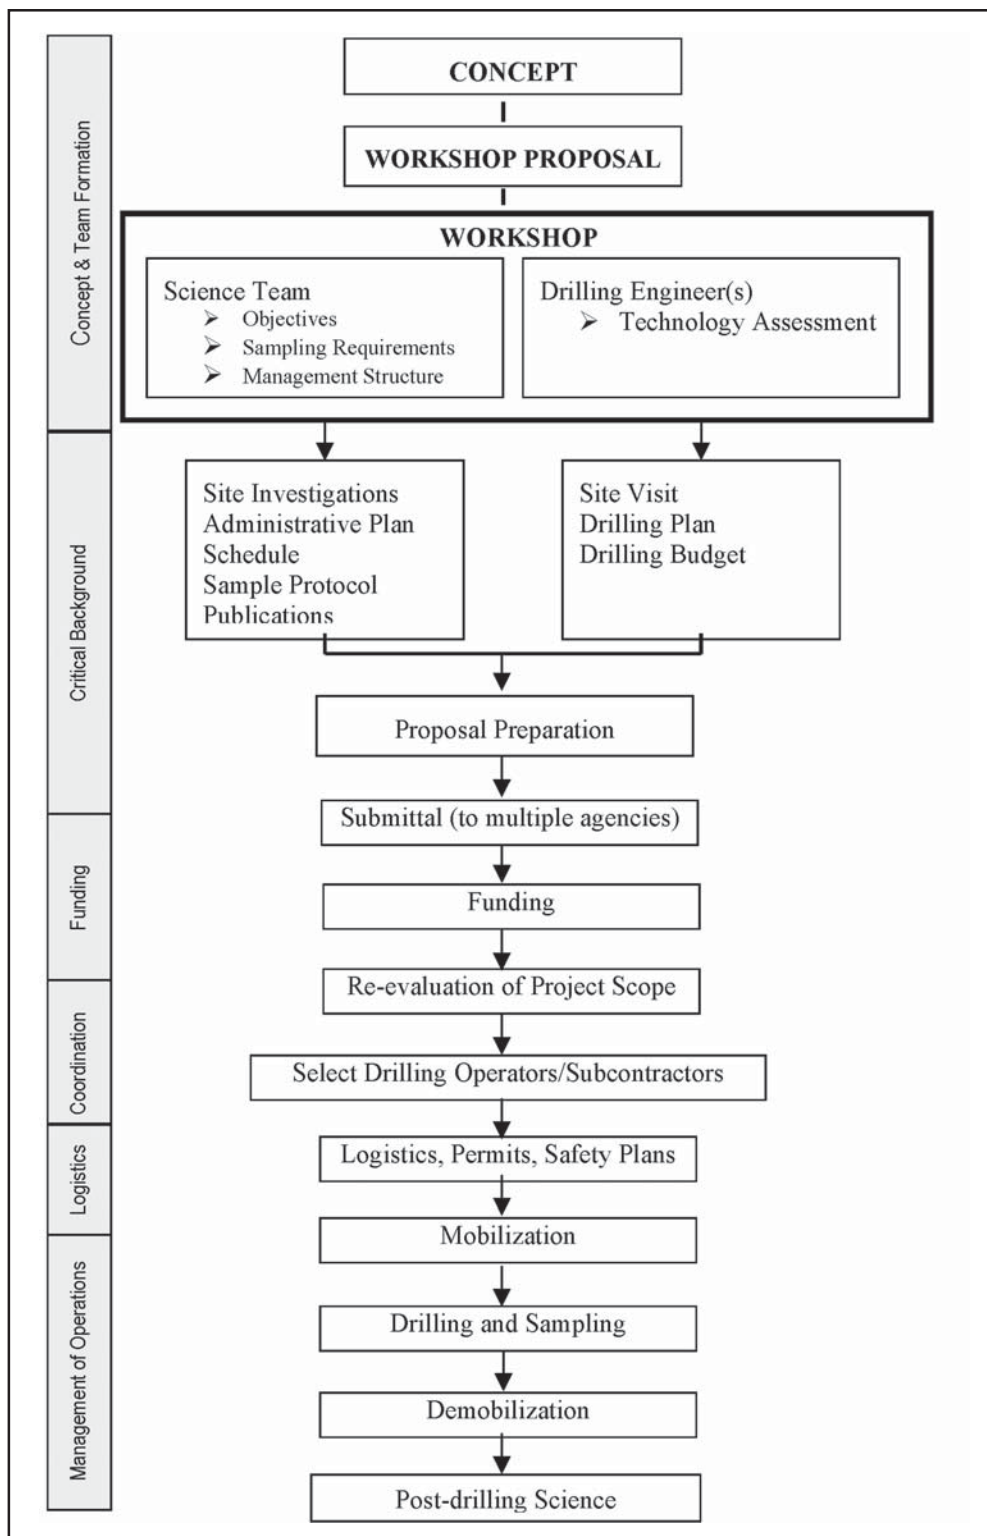 CONCEPT
WORKSHOP PROPOSAL
WORKSHOP
Science Team
➢ Objectives
➢ Sampling Requirements
➢ Management Structure
Drilling Engineer(s)
➢ Technology Assessment
Concept & Team Formation
Site Investigations
Administrative Plan
Schedule
Sample Protocol
Publications
Site Visit
Drilling Plan
Drilling Budget
Critical Background
Proposal Preparation
Submittal (to multiple agencies)
Funding
Funding
Re-evaluation of Project Scope
Coordination
Select Drilling Operators/Subcontractors
Logistics
Logistics, Permits, Safety Plans
Mobilization
Management of Operations
Drilling and Sampling
Demobilization
Post-drilling Science